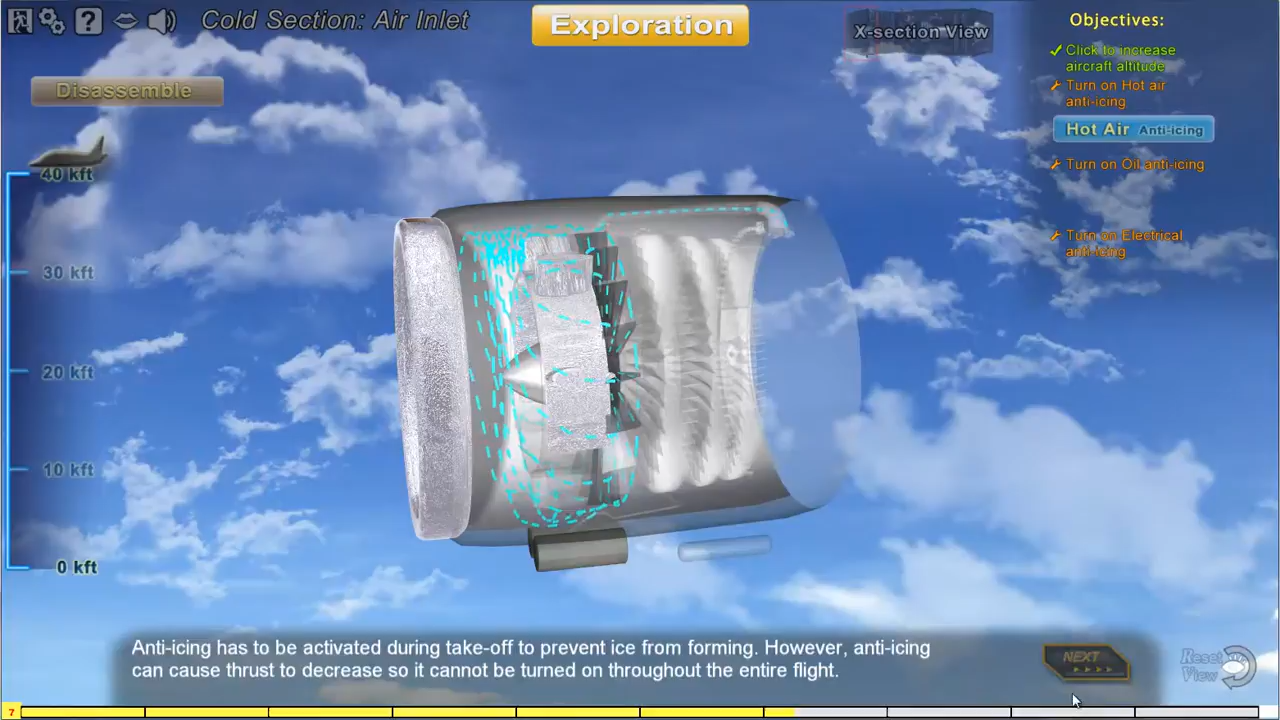 Cold Section: Air Inlet
Exploration
X-section View
Objectives:
Click to increase
aircraft altitude
Turn on Hot air
anti-icing
Hot Air Anti-icing
Turn on Oil anti-icing
Turn on Electrical
anti-icing
Disassemble
40 kft
30 kft
20 kft
10 kft
0 kft
Anti-icing has to be activated during take-off to prevent ice from forming. However, anti-icing
can cause thrust to decrease so it cannot be turned on throughout the entire flight.
NEXT
Reset
View
7